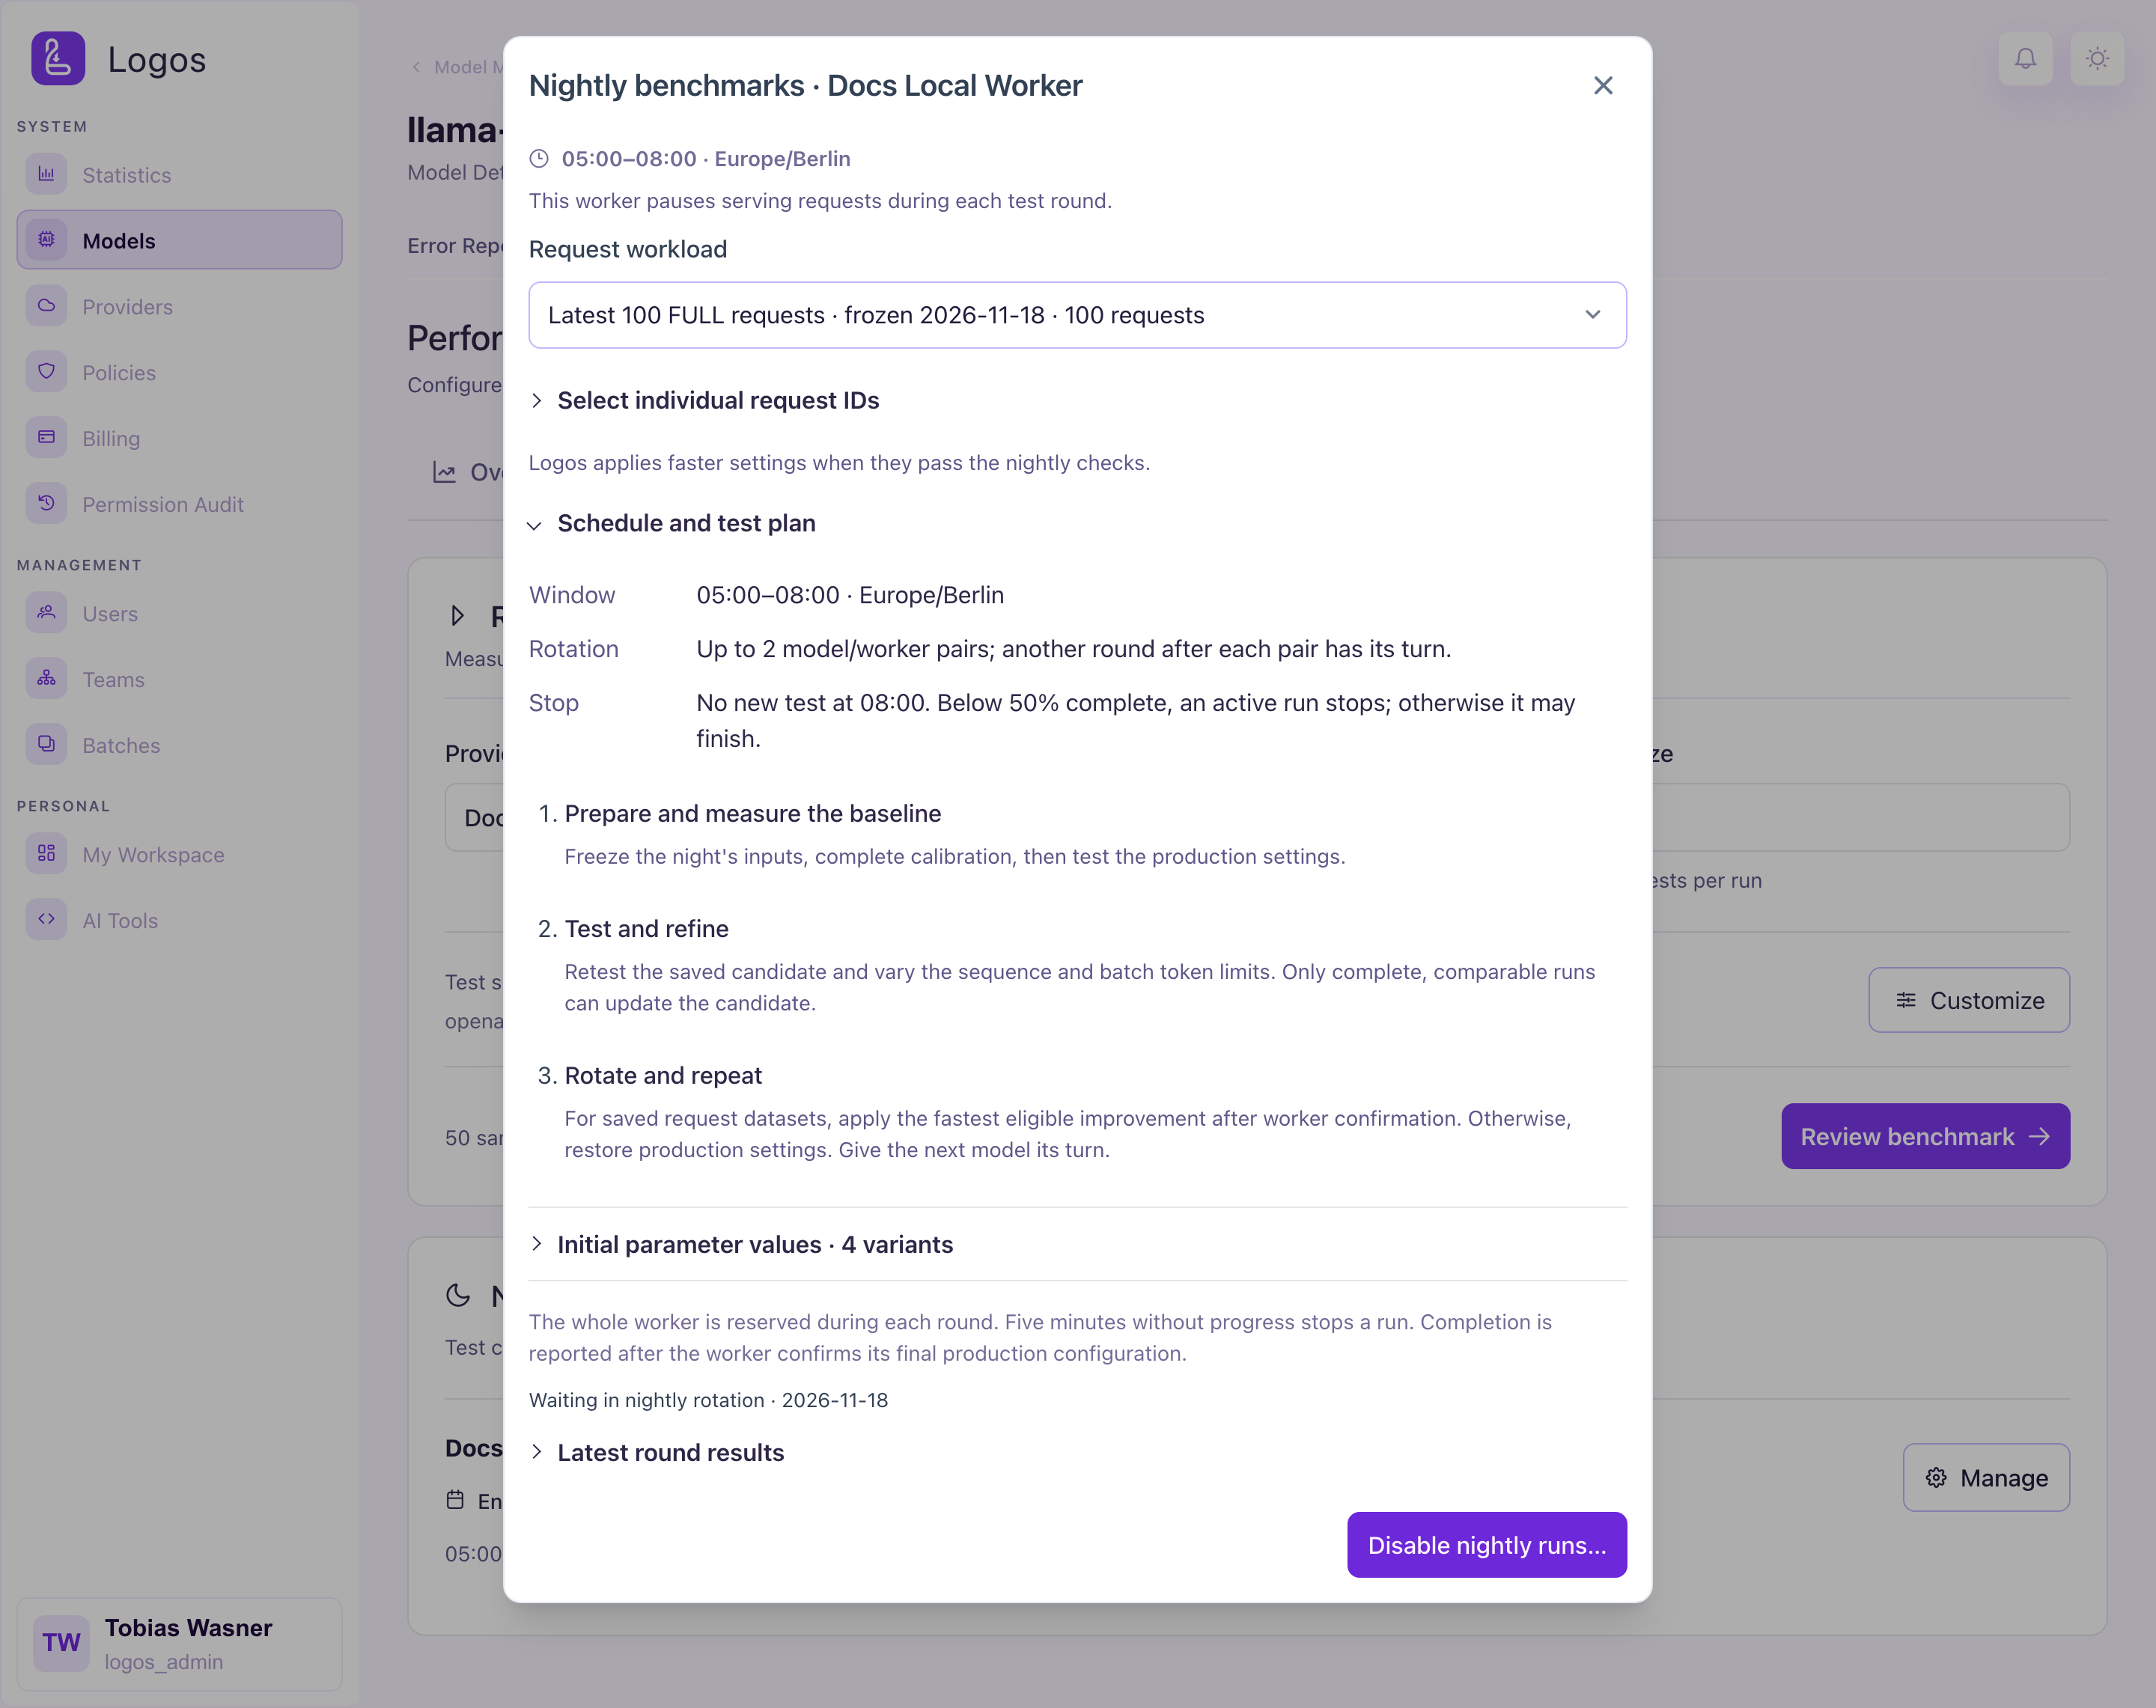 Logos
SYSTEM
Statistics
Models
Providers
Policies
Billing
Permission Audit
MANAGEMENT
Users
Teams
Batches
PERSONAL
My Workspace
AI Tools
TW
Tobias Wasner
logos_admin
Model M
llama-
Model Det
Error Repo
Perfor
Configure
Ov
R
Measu
Provi
Doc
ze
ests per run
Test s
opena
Customize
50 sar
Review benchmark
N
Test c
Docs
En
05:00
Manage
Nightly benchmarks · Docs Local Worker
05:00–08:00 · Europe/Berlin
This worker pauses serving requests during each test round.
Request workload
Latest 100 FULL requests · frozen 2026-11-18 · 100 requests
Select individual request IDs
Logos applies faster settings when they pass the nightly checks.
Schedule and test plan
Window 05:00–08:00 · Europe/Berlin
Rotation Up to 2 model/worker pairs; another round after each pair has its turn.
Stop No new test at 08:00. Below 50% complete, an active run stops; otherwise it may
finish.
1. Prepare and measure the baseline
Freeze the night's inputs, complete calibration, then test the production settings.
2. Test and refine
Retest the saved candidate and vary the sequence and batch token limits. Only complete, comparable runs
can update the candidate.
3. Rotate and repeat
For saved request datasets, apply the fastest eligible improvement after worker confirmation. Otherwise,
restore production settings. Give the next model its turn.
Initial parameter values · 4 variants
The whole worker is reserved during each round. Five minutes without progress stops a run. Completion is
reported after the worker confirms its final production configuration.
Waiting in nightly rotation · 2026-11-18
Latest round results
Disable nightly runs...